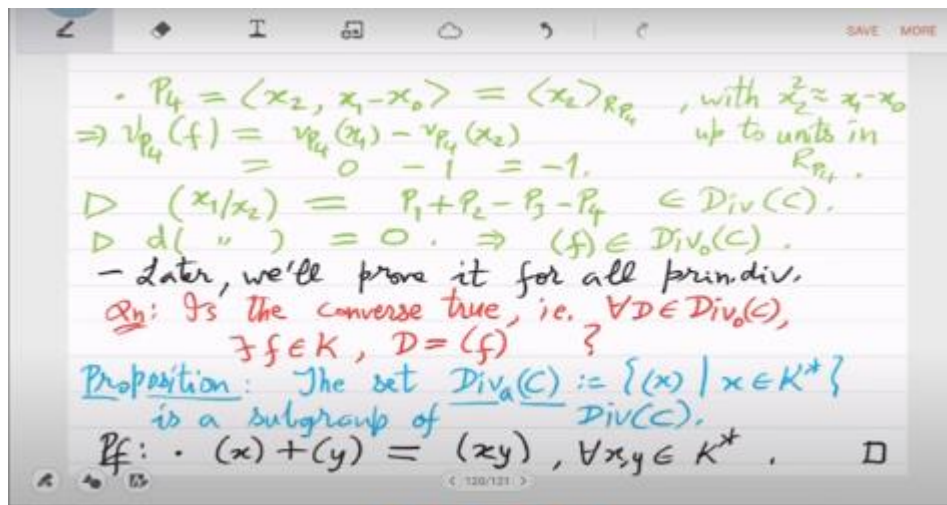 SAVE MORE
· P₄ = ⟨x₂, x₁-x₀⟩ = ⟨x₂⟩_{R_{P₄}} , with x₂² ≈ x₁-x₀
⇒ v_{P₄}(f) = v_{P₄}(x₁) - v_{P₄}(x₂) up to units in
= 0 - 1 = -1. R_{P₄}.
▷ (x₁/x₂) = P₁+P₂-P₃-P₄ ∈ Div(C).
▷ d( " ) = 0. ⇒ (f) ∈ Div₀(C).
- Later, we'll prove it for all prin.div.
Qn: Is the converse true, ie. ∀D∈Div₀(C),
∃ f ∈ K, D = (f) ?
Proposition: The set Divₐ(C) := {(x) | x ∈ K*}
is a subgroup of Div(C).
Pf: · (x)+(y) = (xy), ∀x,y ∈ K*. □
< 120/121 >